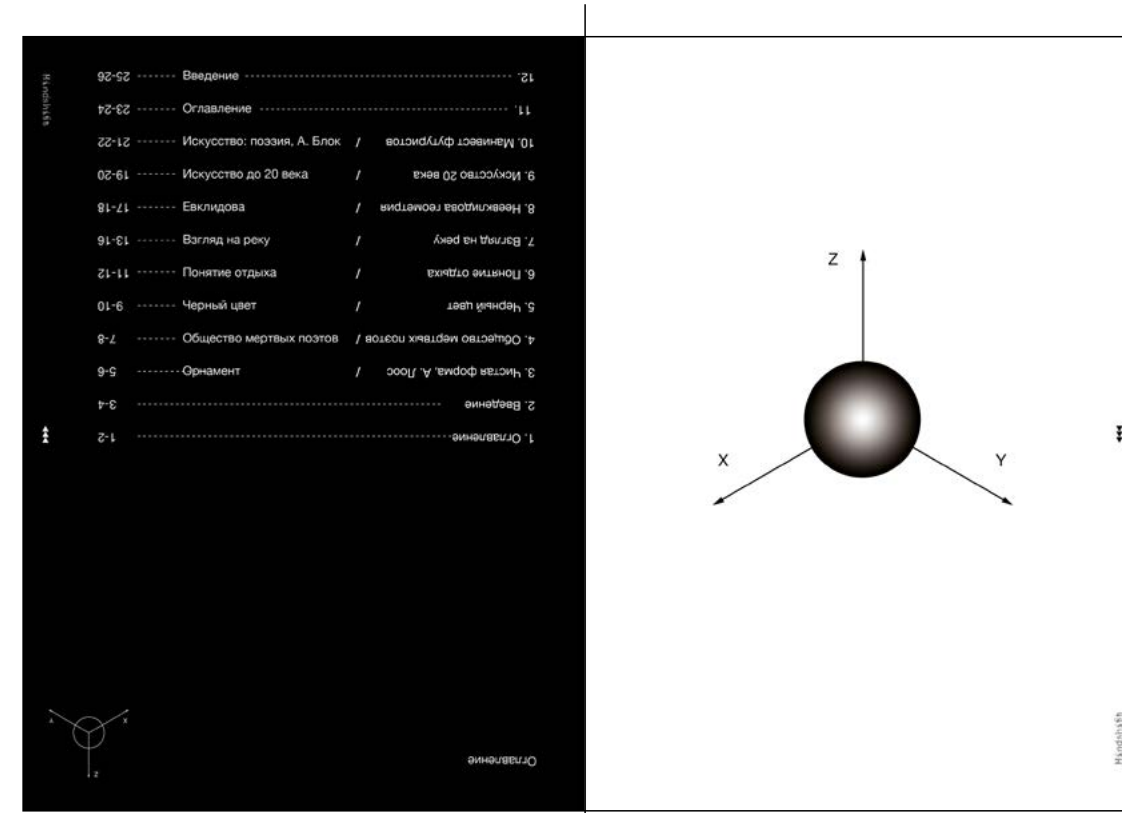 25-26 ------- Введение ------- 12.
23-24 ------- Оглавление ------- 11.
21-22 ------- Искусство: поэзия, А. Блок / 10. Манивест футуристов
19-20 ------- Искусство до 20 века / 9. Искусство 20 века
17-18 ------- Евклидова / 8. Неевклидова геометрия
13-16 ------- Взгляд на реку / 7. Взгляд на реку
11-12 ------- Понятие отдыха / 6. Понятие отдыха
9-10 ------- Черный цвет / 5. Черный цвет
7-8 ------- Общество мертвых поэтов / 4. Общество мертвых поэтов
5-6 ------- Орнамент / 3. Чистая форма, А. Лоос
3-4 ------- 2. Введение
1-2 ------- 1. Оглавление
Y X
Z
Оглавление
Z
X Y